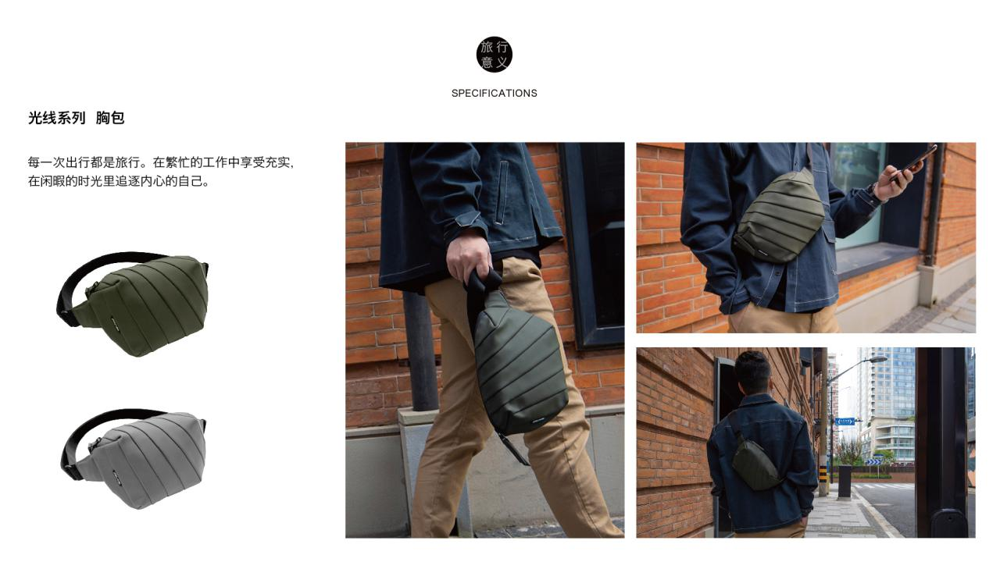 旅行
意义
SPECIFICATIONS
光线系列 胸包
每一次出行都是旅行。在繁忙的工作中享受充实,
在闲暇的时光里追逐内心的自己。